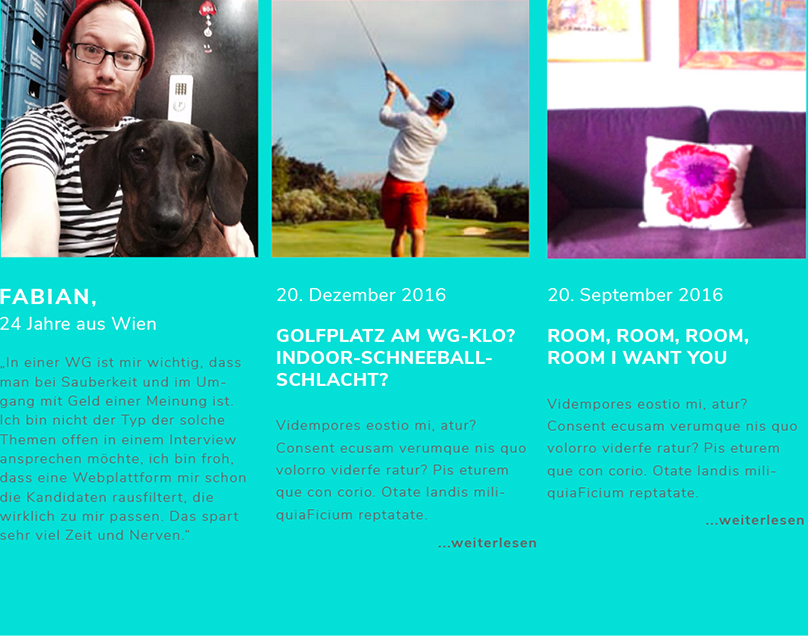 FABIAN,
24 Jahre aus Wien
„In einer WG ist mir wichtig, dass
man bei Sauberkeit und im Um-
gang mit Geld einer Meinung ist.
Ich bin nicht der Typ der solche
Themen offen in einem Interview
ansprechen möchte, ich bin froh,
dass eine Webplattform mir schon
die Kandidaten rausfiltert, die
wirklich zu mir passen. Das spart
sehr viel Zeit und Nerven.“
20. Dezember 2016
GOLFPLATZ AM WG-KLO?
INDOOR-SCHNEEBALL-
SCHLACHT?
Vidempores eostio mi, atur?
Consent ecusam verumque nis quo
volorro viderfe ratur? Pis eturem
que con corio. Otate landis mili-
quiaFicium reptatate.
...weiterlesen
20. September 2016
ROOM, ROOM, ROOM,
ROOM I WANT YOU
Vidempores eostio mi, atur?
Consent ecusam verumque nis quo
volorro viderfe ratur? Pis eturem
que con corio. Otate landis mili-
quiaFicium reptatate.
...weiterlesen